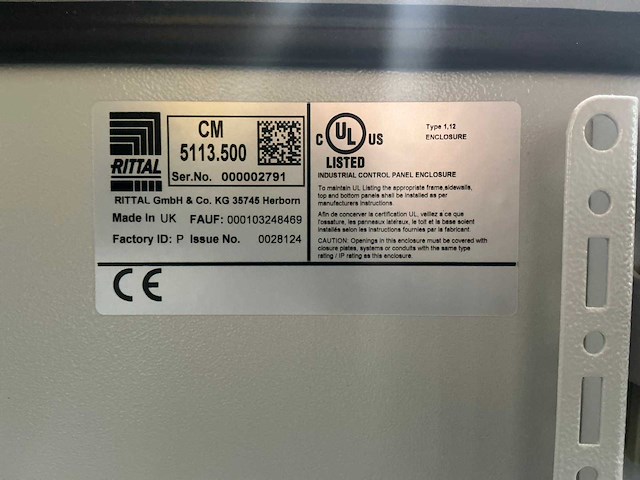 RITTAL
CM
5113.500
Ser.No. 000002791
RITTAL GmbH & Co. KG 35745 Herborn
Made in UK FAUF: 000103248469
Factory ID: P Issue No. 0028124
CE
C UL US
LISTED
Type 1,12
ENCLOSURE
INDUSTRIAL CONTROL PANEL ENCLOSURE
To maintain UL Listing the appropriate frame,sidewalls,
top and bottom panels shall be installed as per
manufacturers instructions.
Afin de concerver la certification UL, veillez a ce que
l'ossature, les panneaux latéraux, le toit et la base soient
installés selon les instructions fournies par la fabricant.
CAUTION: Openings in this enclosure must be covered with
closure plates, systems or conduits with the same type
rating / IP rating as this enclosure.